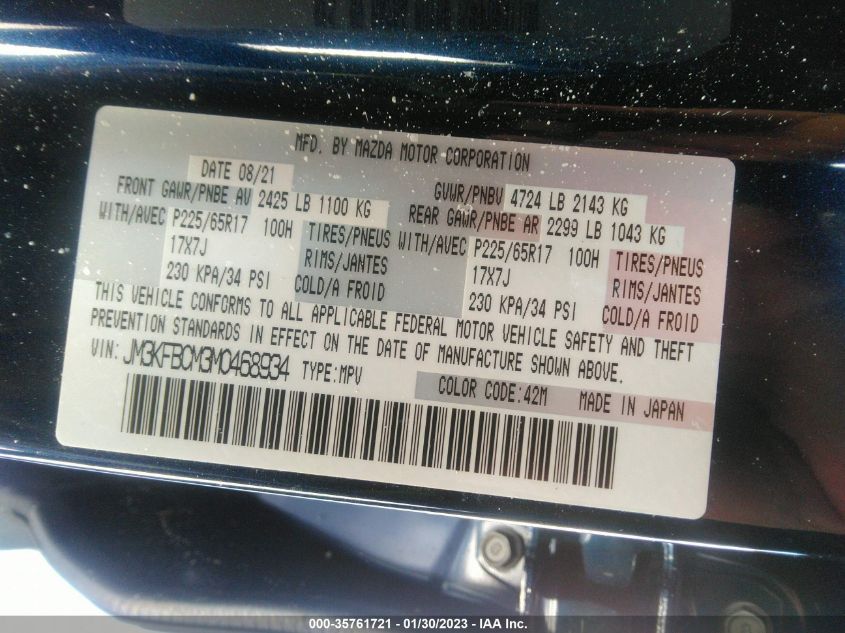 MFD. BY MAZDA MOTOR CORPORATION
DATE 08/21
FRONT GAWR/PNBE AV 2425 LB 1100 KG
GVWR/PNBV 4724 LB 2143 KG
REAR GAWR/PNBE AR 2299 LB 1043 KG
WITH/AVEC P225/65R17 100H TIRES/PNEUS
17X7J RIMS/JANTES
230 KPA/34 PSI COLD/A FROID
WITH/AVEC P225/65R17 100H TIRES/PNEUS
17X7J RIMS/JANTES
230 KPA/34 PSI COLD/A FROID
THIS VEHICLE CONFORMS TO ALL APPLICABLE FEDERAL MOTOR VEHICLE SAFETY AND THEFT
PREVENTION STANDARDS IN EFFECT ON THE DATE OF MANUFACTURE SHOWN ABOVE.
VIN: JM3KFBCM3M0468934 TYPE:MPV
COLOR CODE:42M MADE IN JAPAN
000-35761721 — 01/30/2023 — IAA Inc.